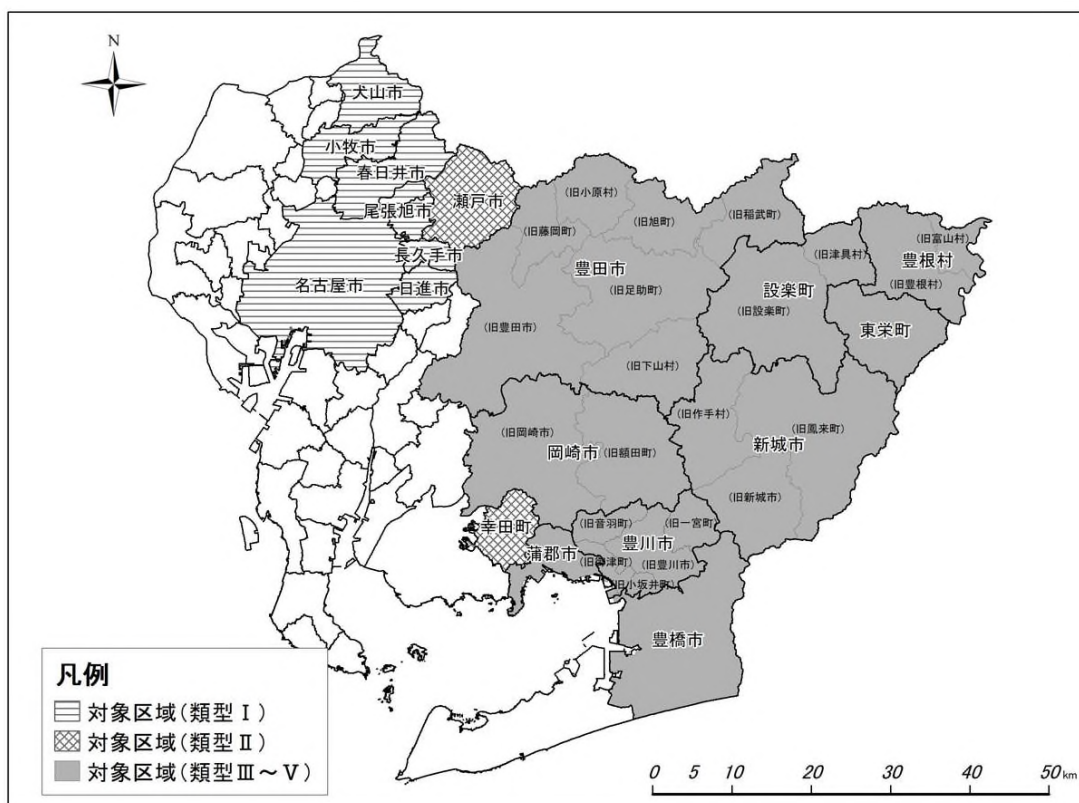 N
犬山市
小牧市
春日井市
瀬戸市
尾張旭市
長久手市
名古屋市
日進市
(旧小原村)
(旧藤岡町)
(旧旭町)
(旧稲武町)
豊田市
(旧足助町)
(旧豊田市)
(旧下山村)
(旧津具村)
設楽町
(旧設楽町)
(旧富山村)
豊根村
(旧豊根村)
東栄町
(旧作手村)
(旧鳳来町)
新城市
(旧新城市)
(旧岡崎市)
岡崎市
(旧額田町)
幸田町
蒲郡市
(旧音羽町)
(旧一宮町)
豊川市
(旧御津町)
(旧豊川市)
(旧小坂井町)
豊橋市
凡例
対象区域(類型Ⅰ)
対象区域(類型Ⅱ)
対象区域(類型Ⅲ～Ⅴ)
0 5 10 20 30 40 50 km